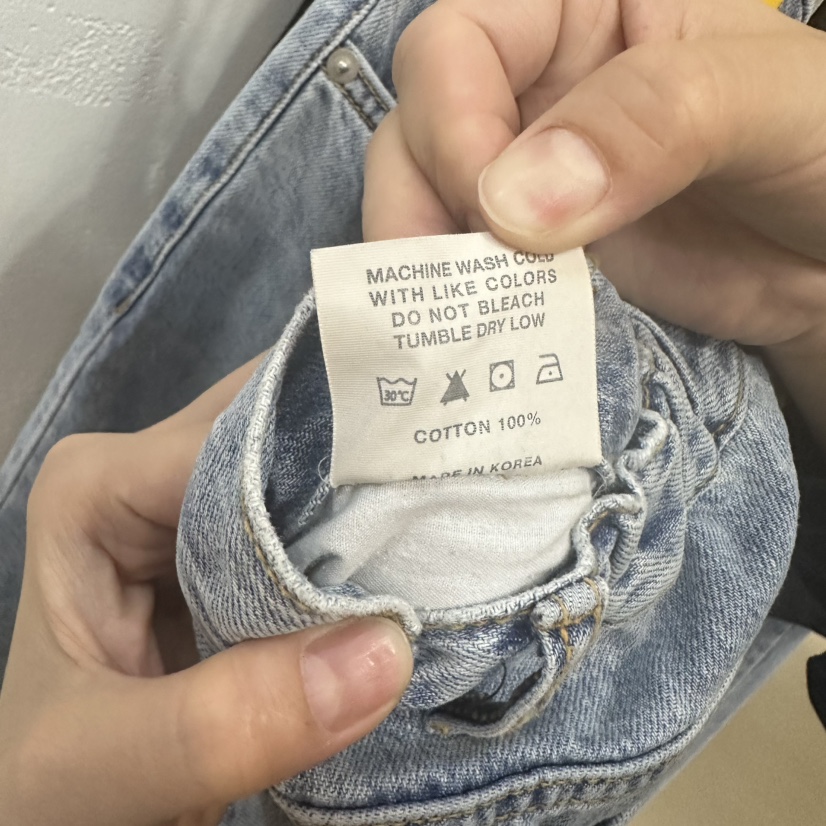 MACHINE WASH COLD
WITH LIKE COLORS
DO NOT BLEACH
TUMBLE DRY LOW
30°C
COTTON 100%
MADE IN KOREA